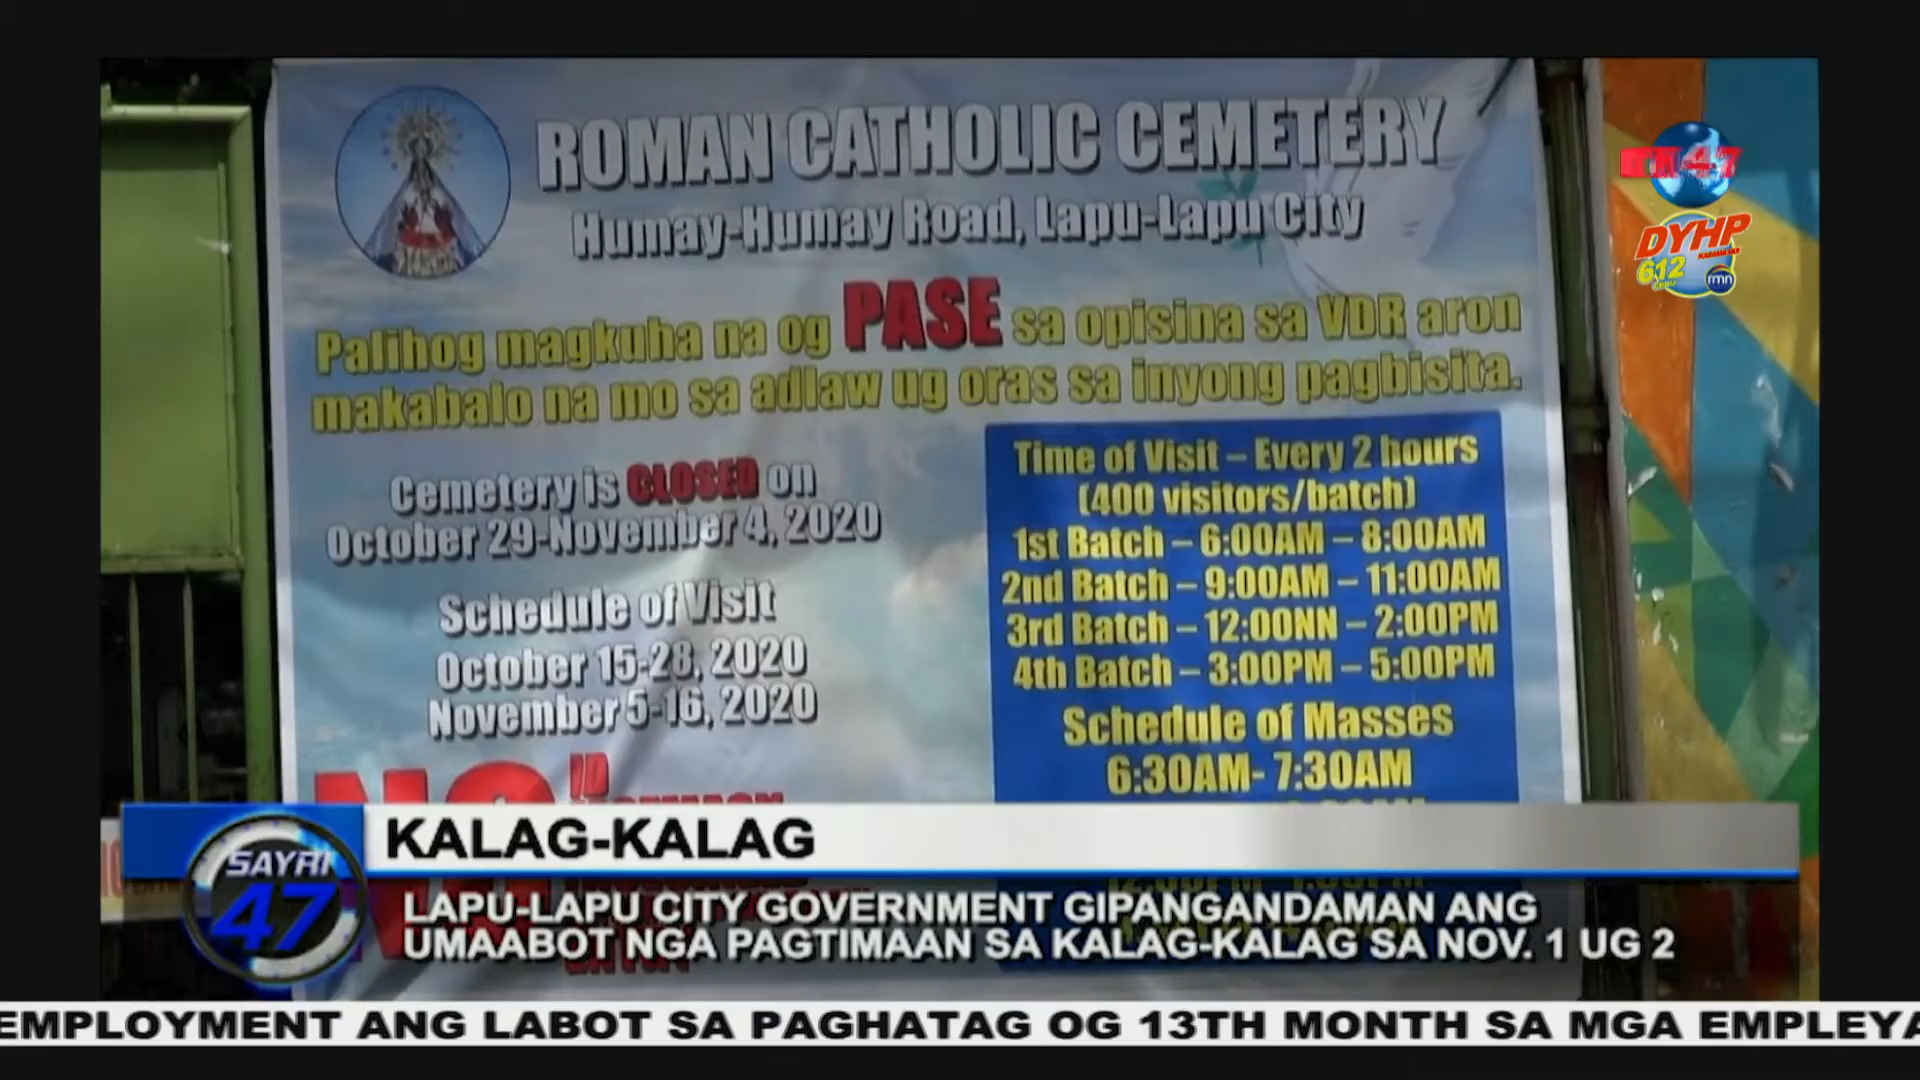 ROMAN CATHOLIC CEMETERY
Humay-Humay Road, Lapu-Lapu City
Palihog magkuha na og PASE sa opisina sa VDR aron
makabalo na mo sa adlaw ug oras sa inyong pagbisita.
Cemetery is CLOSED on
October 29-November 4, 2020
Schedule of Visit
October 15-28, 2020
November 5-16, 2020
NO ID
Time of Visit – Every 2 hours
(400 visitors/batch)
1st Batch – 6:00AM – 8:00AM
2nd Batch – 9:00AM – 11:00AM
3rd Batch – 12:00NN – 2:00PM
4th Batch – 3:00PM – 5:00PM
Schedule of Masses
6:30AM- 7:30AM
DYHP
612
CEBU
rmn
KALAG-KALAG
SAYRI
47
LAPU-LAPU CITY GOVERNMENT GIPANGANDAMAN ANG
UMAABOT NGA PAGTIMAAN SA KALAG-KALAG SA NOV. 1 UG 2
EMPLOYMENT ANG LABOT SA PAGHATAG OG 13TH MONTH SA MGA EMPLEYA